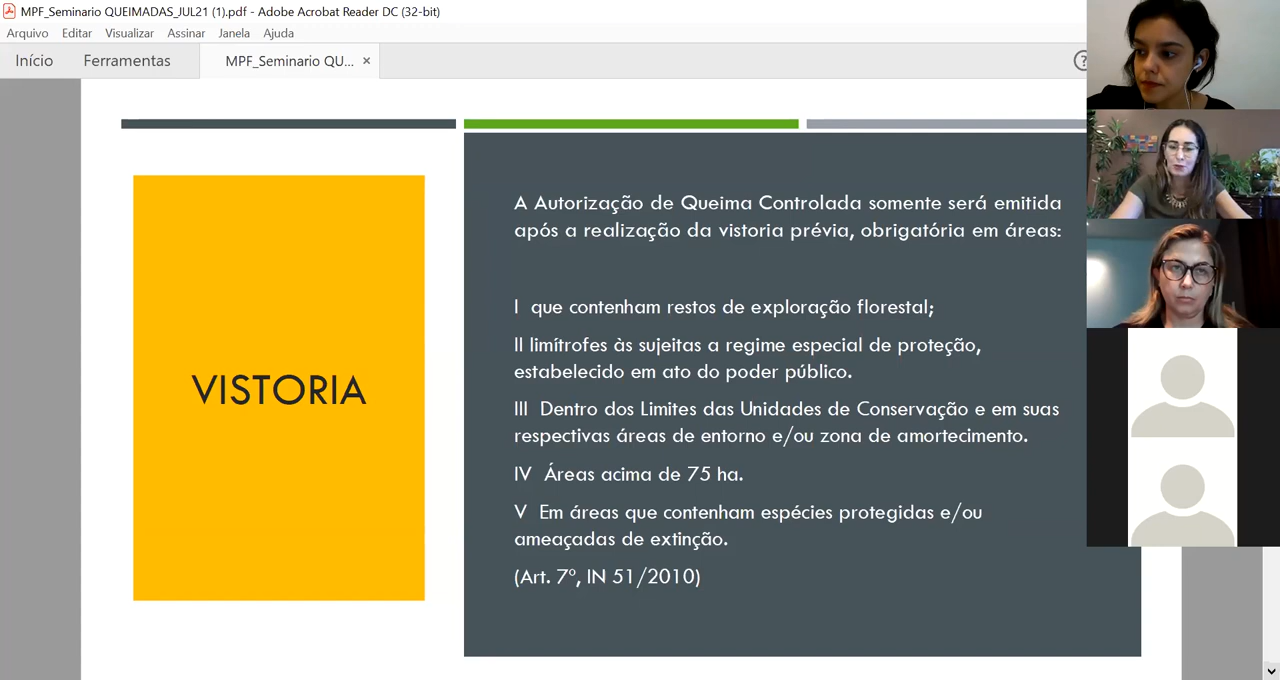 MPF_Seminario QUEIMADAS_JUL21 (1).pdf - Adobe Acrobat Reader DC (32-bit)
Arquivo Editar Visualizar Assinar Janela Ajuda
Início Ferramentas MPF_Seminario QU... × ?
VISTORIA
A Autorização de Queima Controlada somente será emitida
após a realização da vistoria prévia, obrigatória em áreas:
I que contenham restos de exploração florestal;
II limítrofes às sujeitas a regime especial de proteção,
estabelecido em ato do poder público.
III Dentro dos Limites das Unidades de Conservação e em suas
respectivas áreas de entorno e/ou zona de amortecimento.
IV Áreas acima de 75 ha.
V Em áreas que contenham espécies protegidas e/ou
ameaçadas de extinção.
(Art. 7º, IN 51/2010)